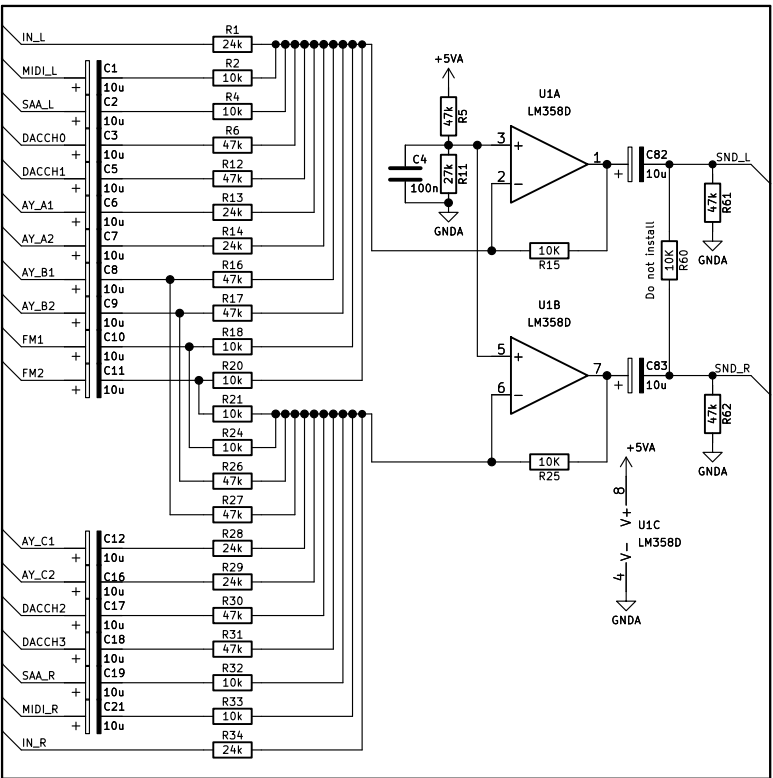 IN_L
R1
24k
MIDI_L
+
C1
10u
R2
10k
SAA_L
+
C2
10u
R4
10k
DACCH0
+
C3
10u
R6
47k
DACCH1
+
C5
10u
R12
47k
AY_A1
+
C6
10u
R13
24k
AY_A2
+
C7
10u
R14
24k
AY_B1
+
C8
10u
R16
47k
AY_B2
+
C9
10u
R17
47k
FM1
+
C10
10u
R18
10k
FM2
+
C11
10u
R20
10k
R21
10k
R24
10k
R26
47k
R27
47k
AY_C1
+
C12
10u
R28
24k
AY_C2
+
C16
10u
R29
24k
DACCH2
+
C17
10u
R30
47k
DACCH3
+
C18
10u
R31
47k
SAA_R
+
C19
10u
R32
10k
MIDI_R
+
C21
10u
R33
10k
IN_R
R34
24k
+5VA
47k
R5
C4
100n
27k
R11
GNDA
U1A
LM358D
3
+
2
-
1
10K
R15
+
C82
10u
SND_L
47k
R61
GNDA
Do not install
10K
R60
U1B
LM358D
5
+
6
-
7
10K
R25
+
C83
10u
SND_R
47k
R62
GNDA
+5VA
8
V+
U1C
LM358D
V-
4
GNDA